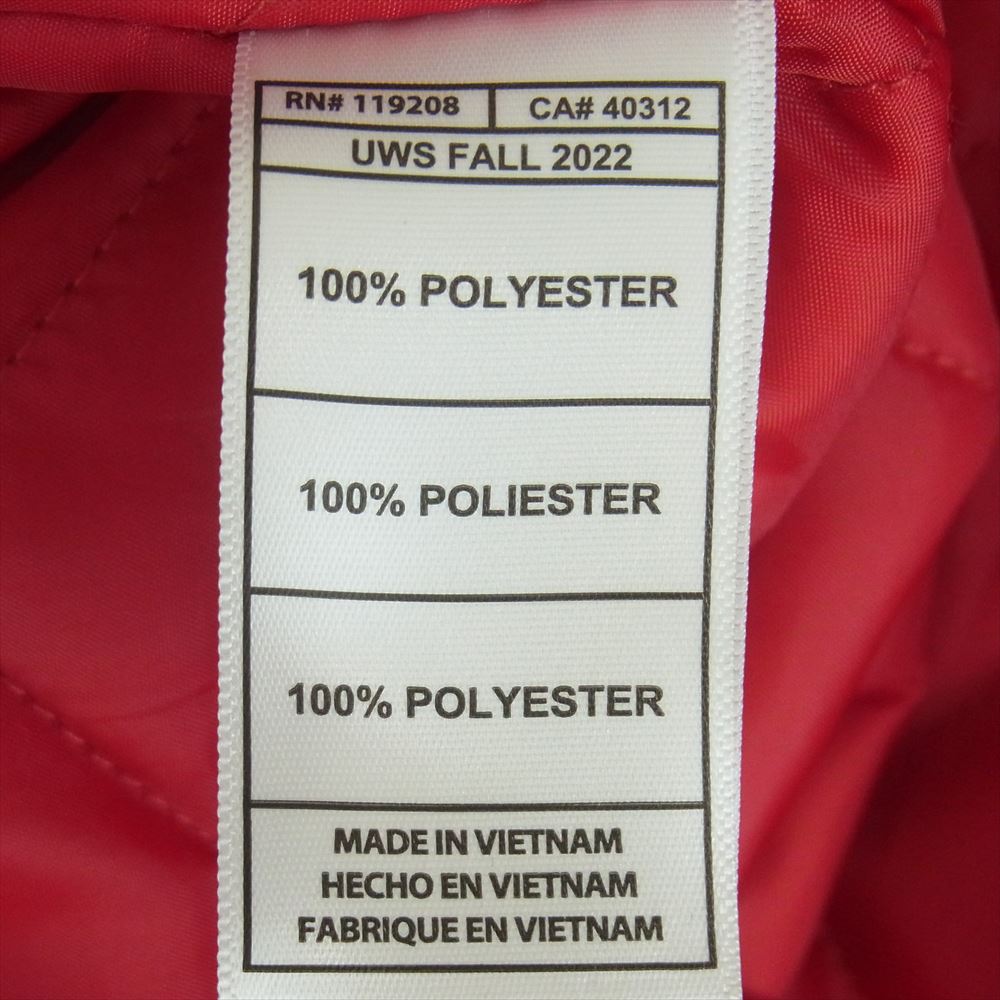 RN# 119208 CA# 40312
UWS FALL 2022
100% POLYESTER
100% POLIESTER
100% POLYESTER
MADE IN VIETNAM
HECHO EN VIETNAM
FABRIQUE EN VIETNAM